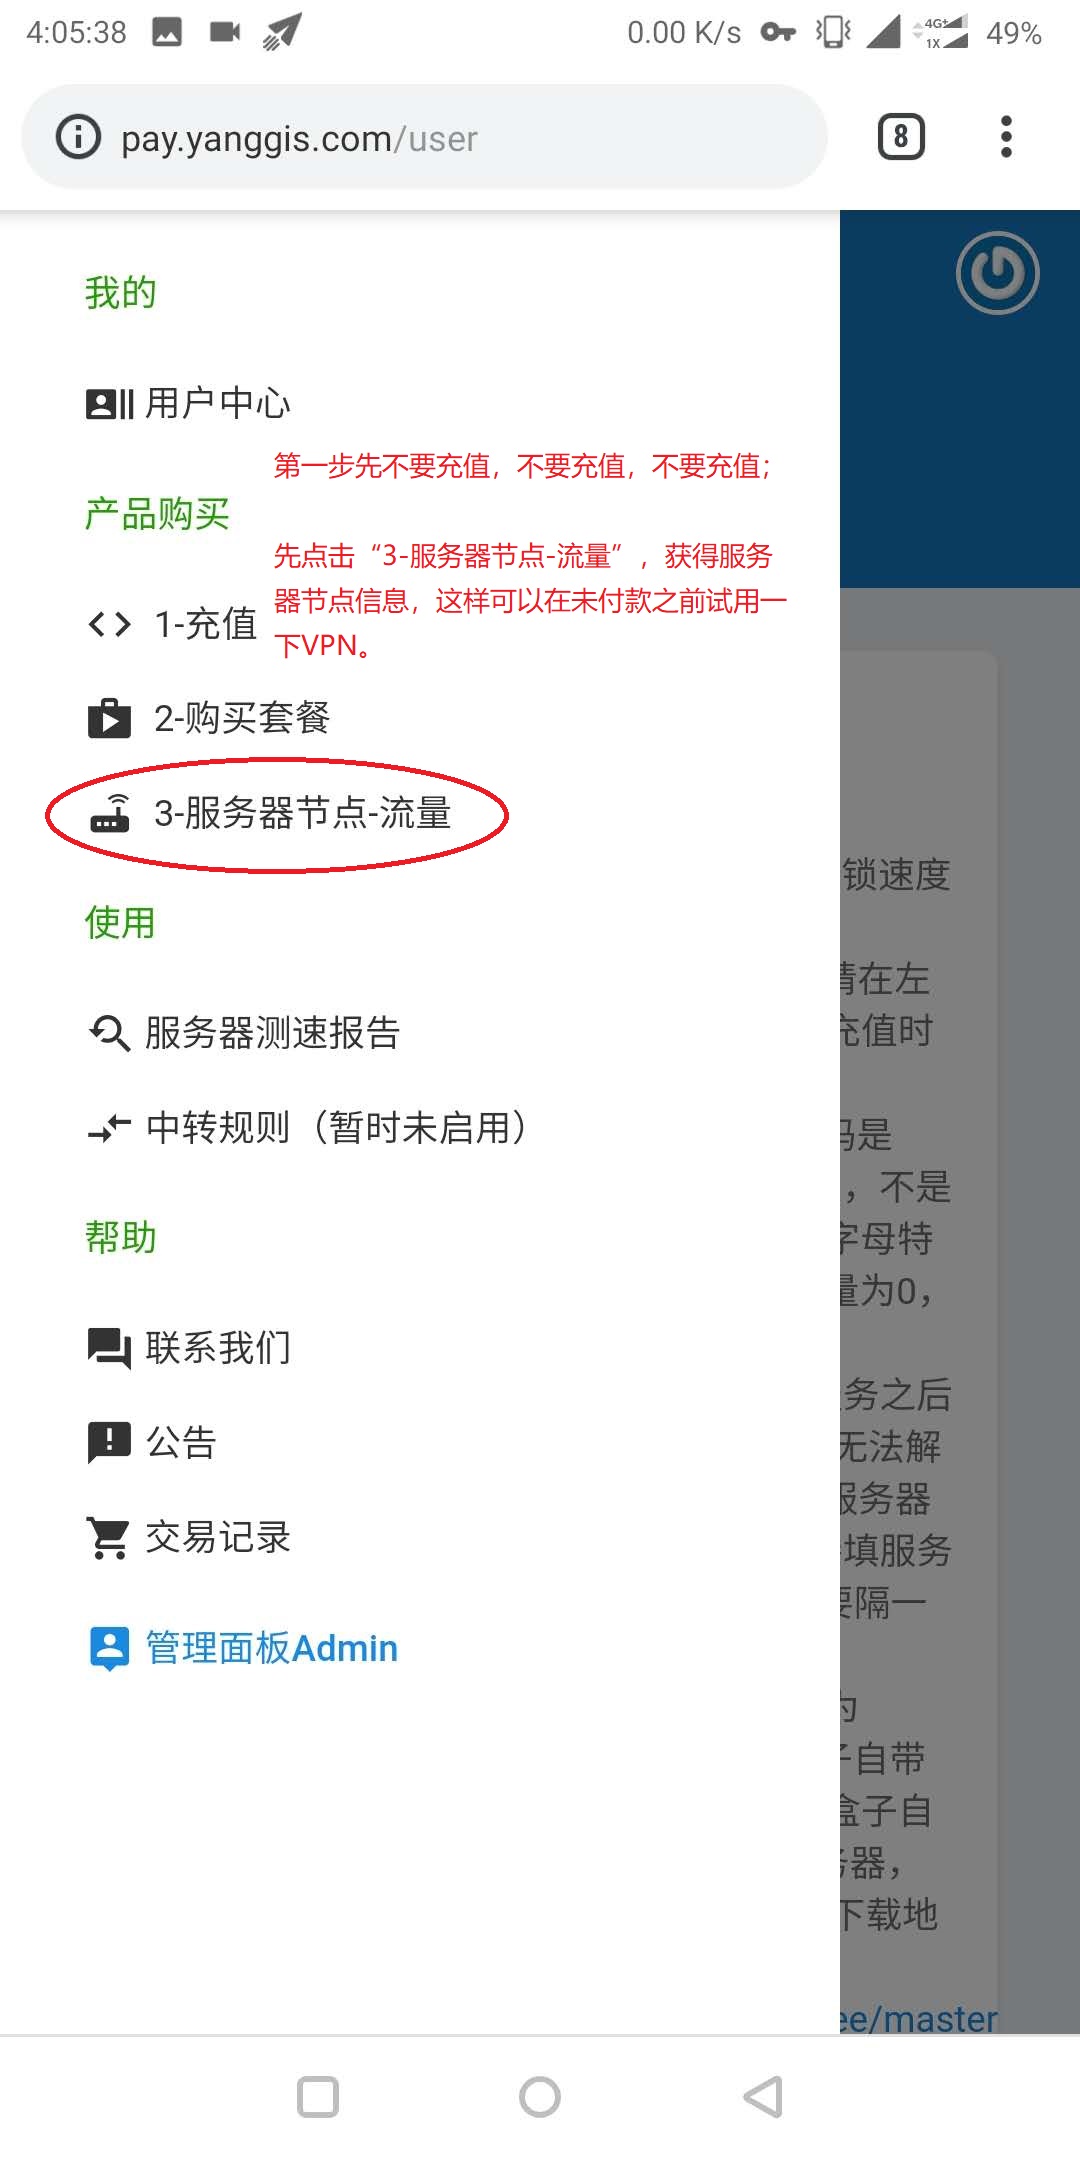 4:05:38
0.00 K/s
4G+
1X
49%
pay.yanggis.com/user
8
我的
用户中心
第一步先不要充值，不要充值，不要充值；
产品购买
先点击“3-服务器节点-流量”，获得服务
器节点信息，这样可以在未付款之前试用一
下VPN。
1-充值
2-购买套餐
3-服务器节点-流量
锁速度
使用
请在左
充值时
服务器测速报告
中转规则（暂时未启用）
码是
，不是
帮助
字母特
量为0，
联系我们
务之后
公告
无法解
服务器
交易记录
填服务
要隔一
管理面板Admin
为
子自带
盒子自
务器，
下载地
ee/master